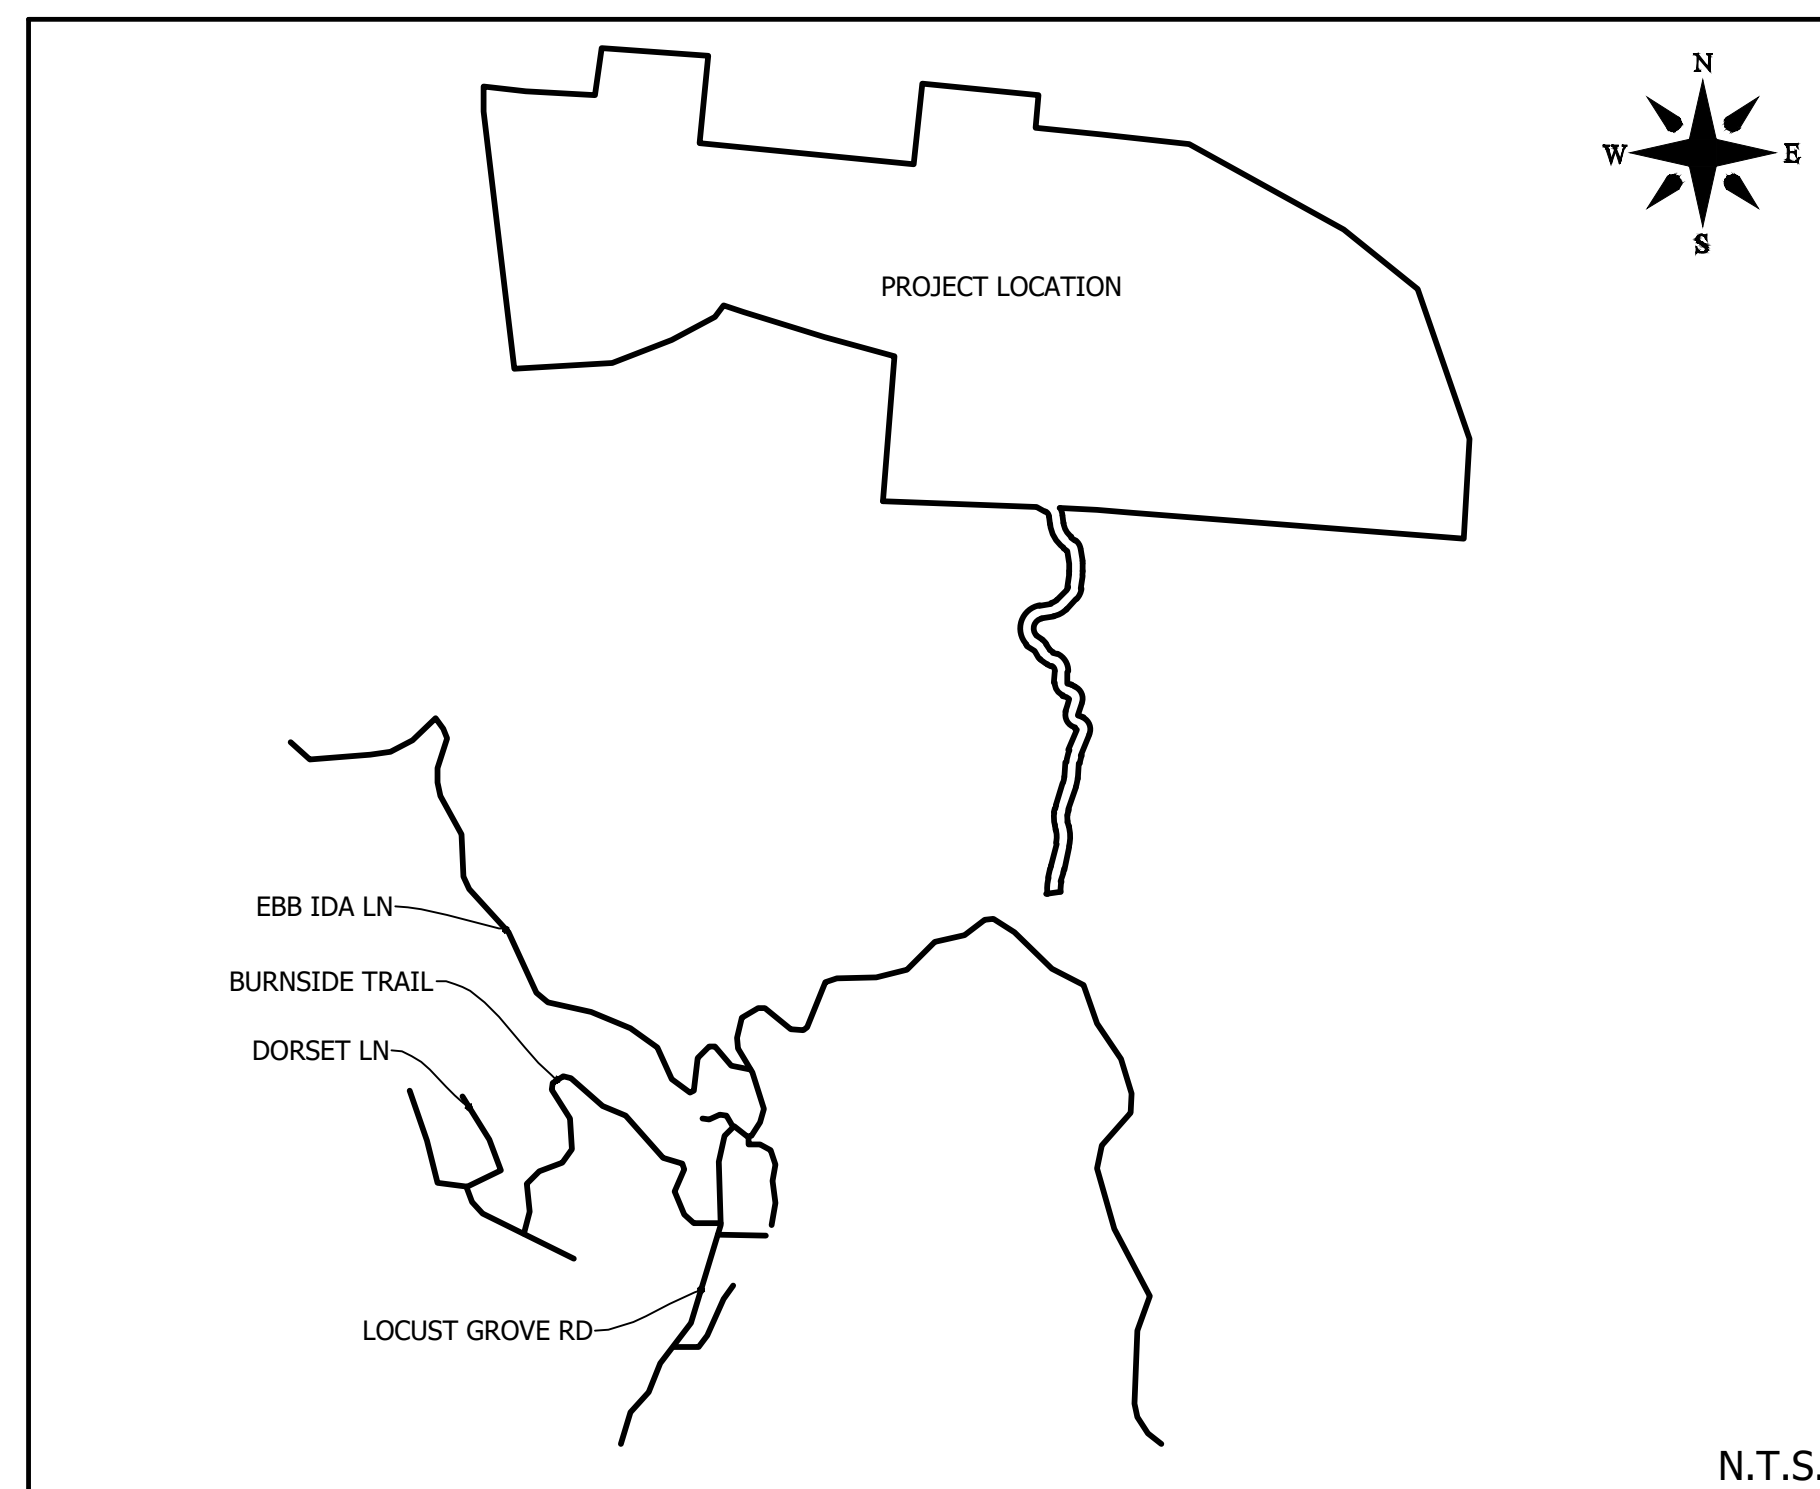 N
W
E
S
PROJECT LOCATION
EBB IDA LN
BURNSIDE TRAIL
DORSET LN
LOCUST GROVE RD
N.T.S.